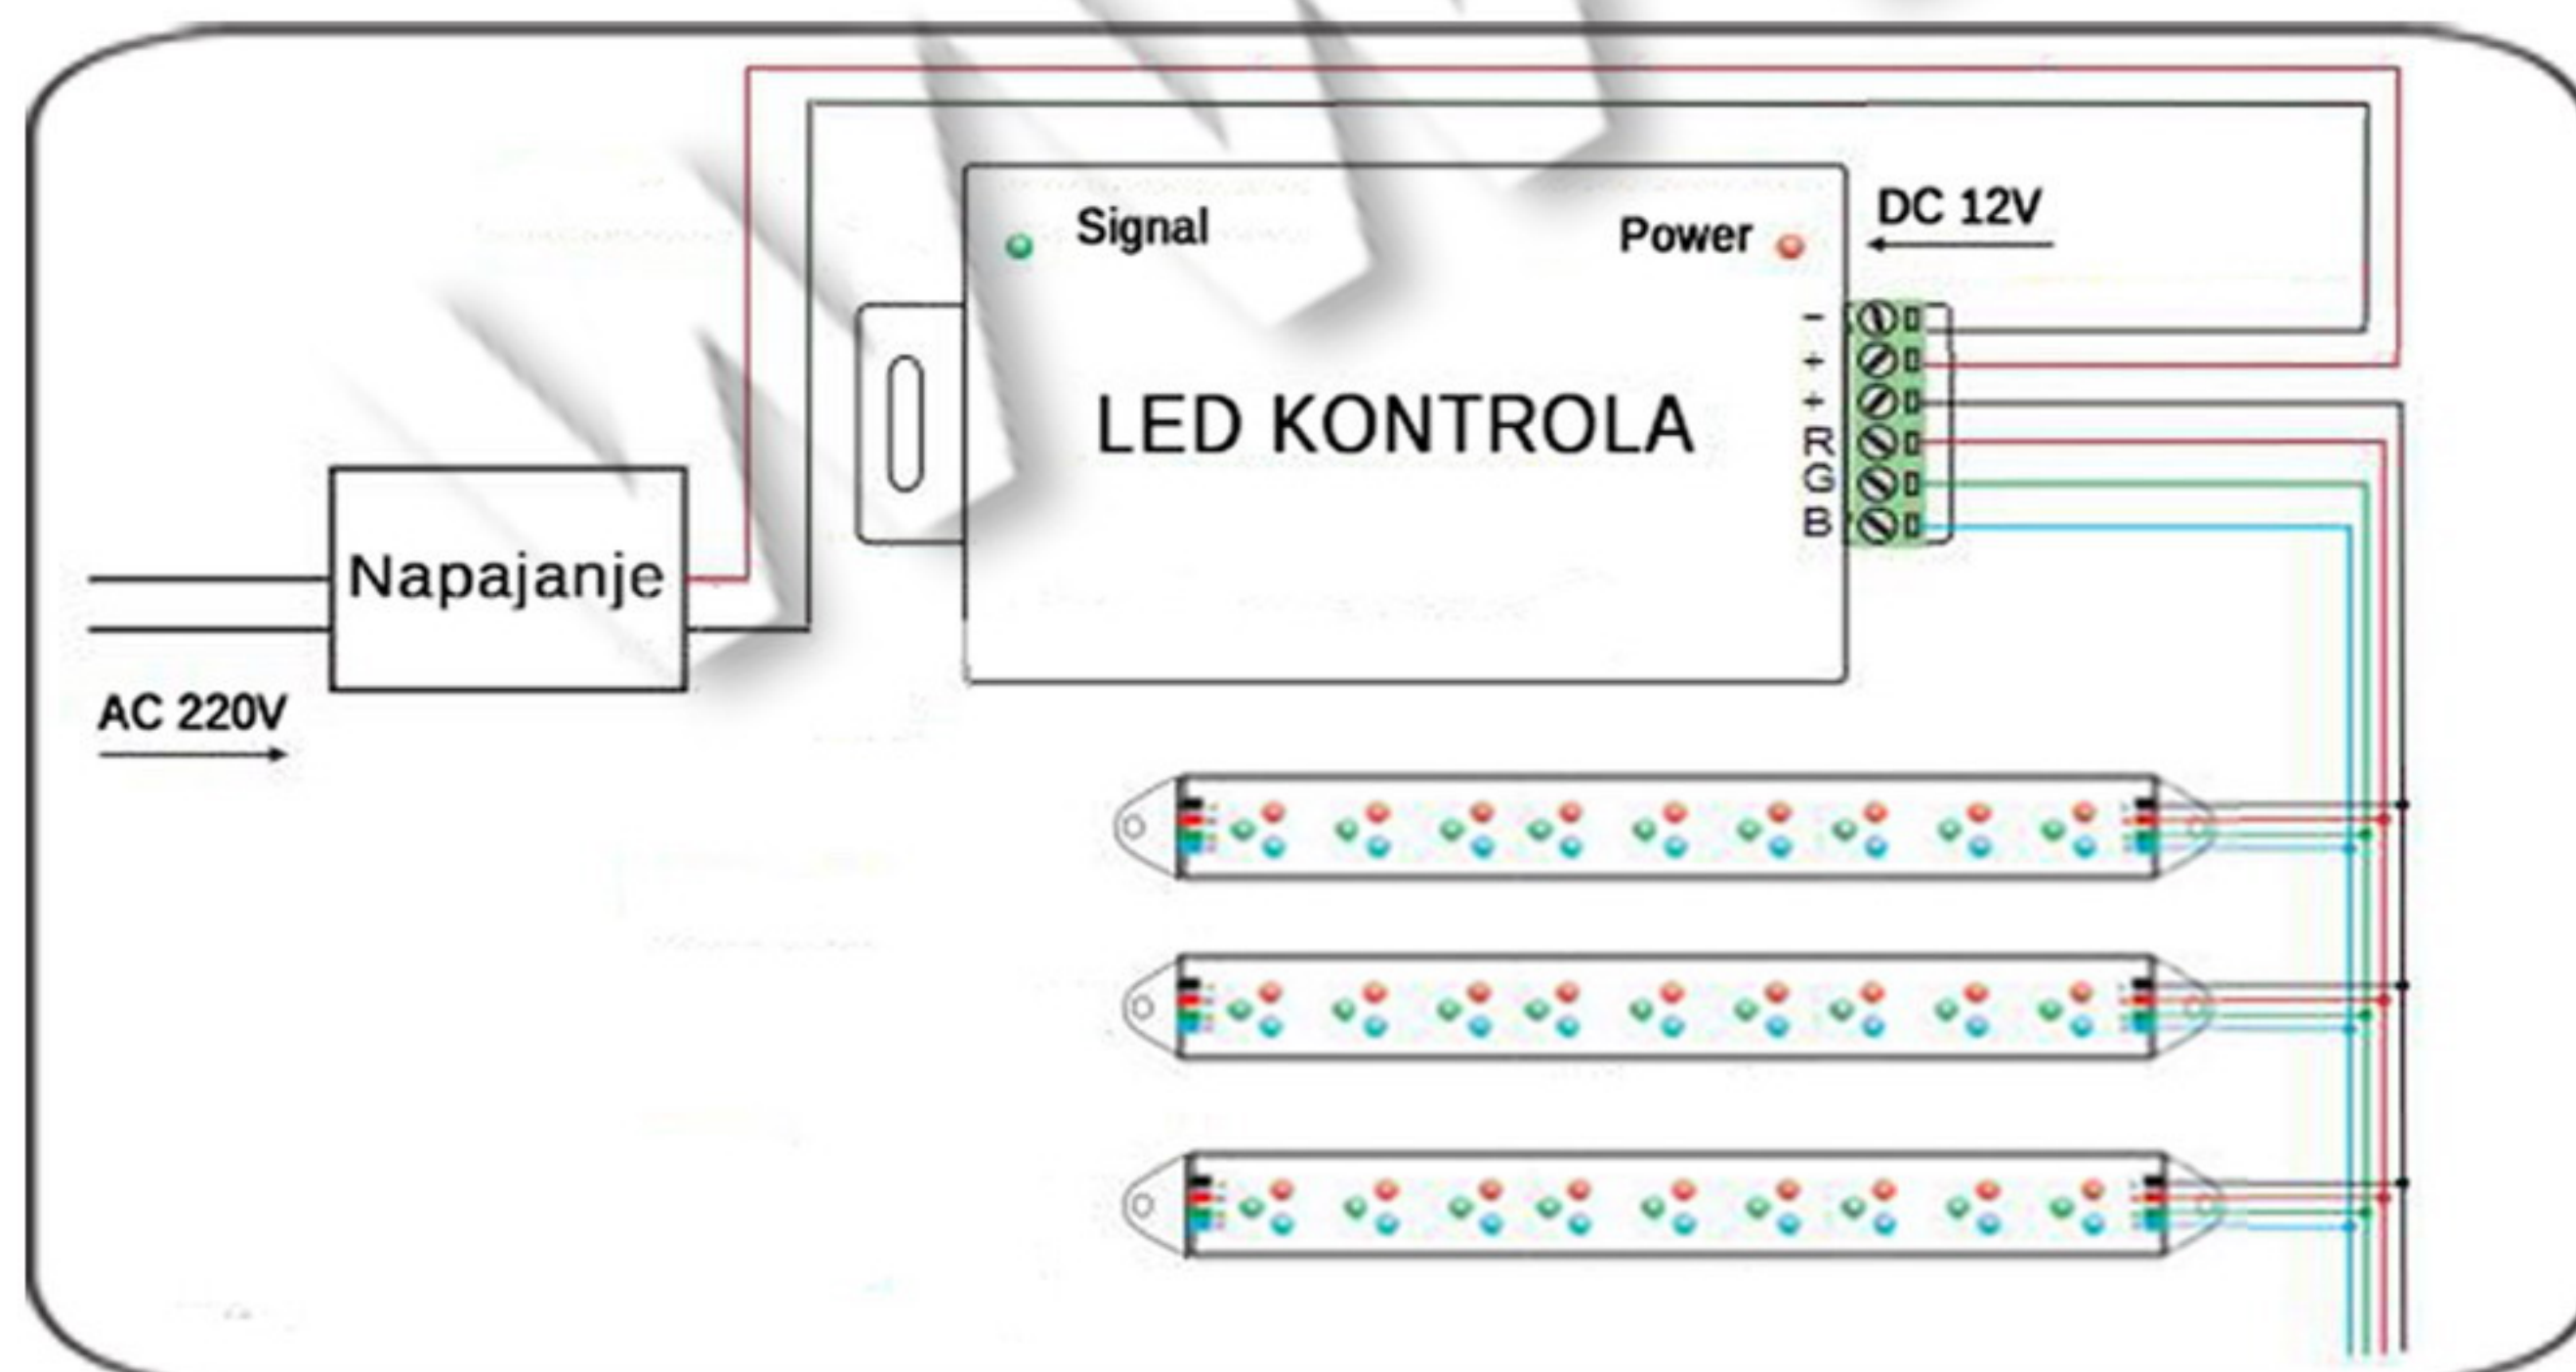 Signal
Power
DC 12V
LED KONTROLA
−
+
+
R
G
B
Napajanje
AC 220V